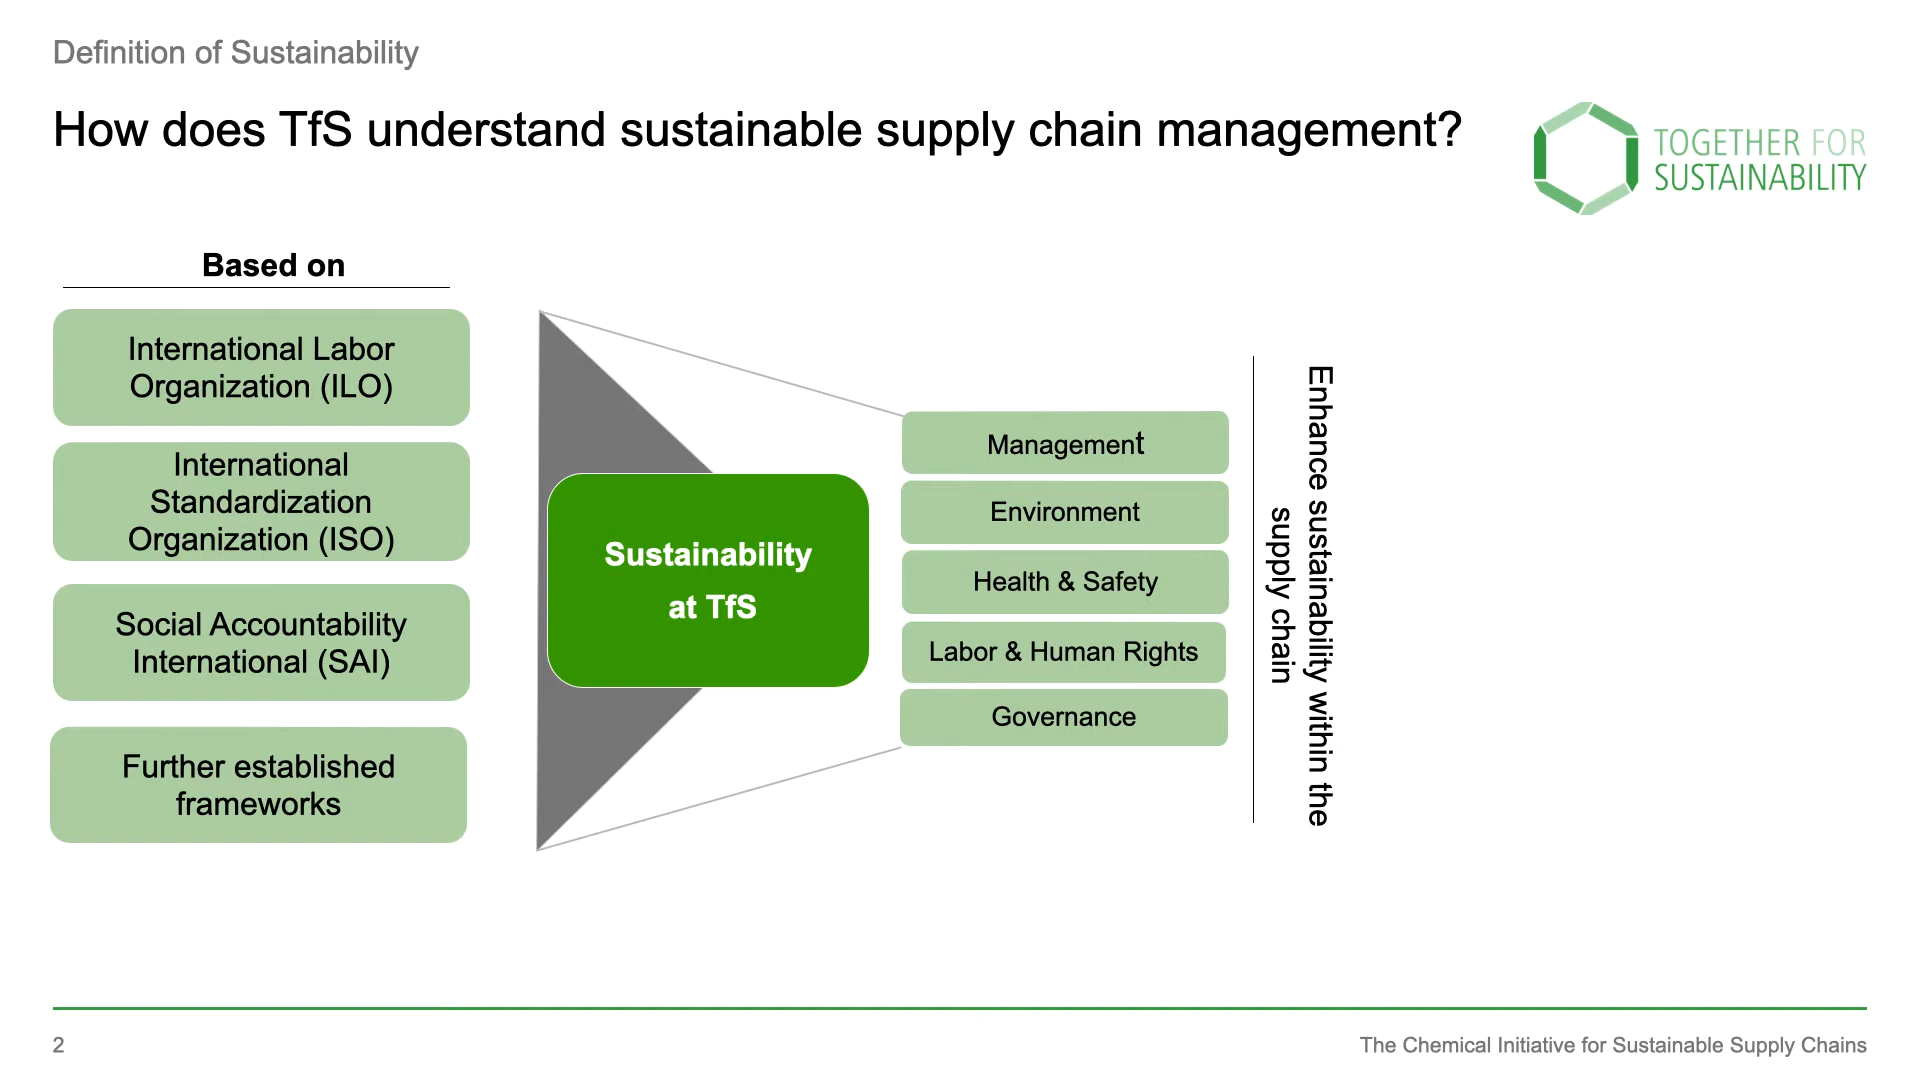 Definition of Sustainability
How does TfS understand sustainable supply chain management?
TOGETHER FOR
SUSTAINABILITY
Based on
International Labor
Organization (ILO)
International
Standardization
Organization (ISO)
Social Accountability
International (SAI)
Further established
frameworks
Sustainability
at TfS
Management
Environment
Health & Safety
Labor & Human Rights
Governance
Enhance sustainability within the
supply chain
2
The Chemical Initiative for Sustainable Supply Chains